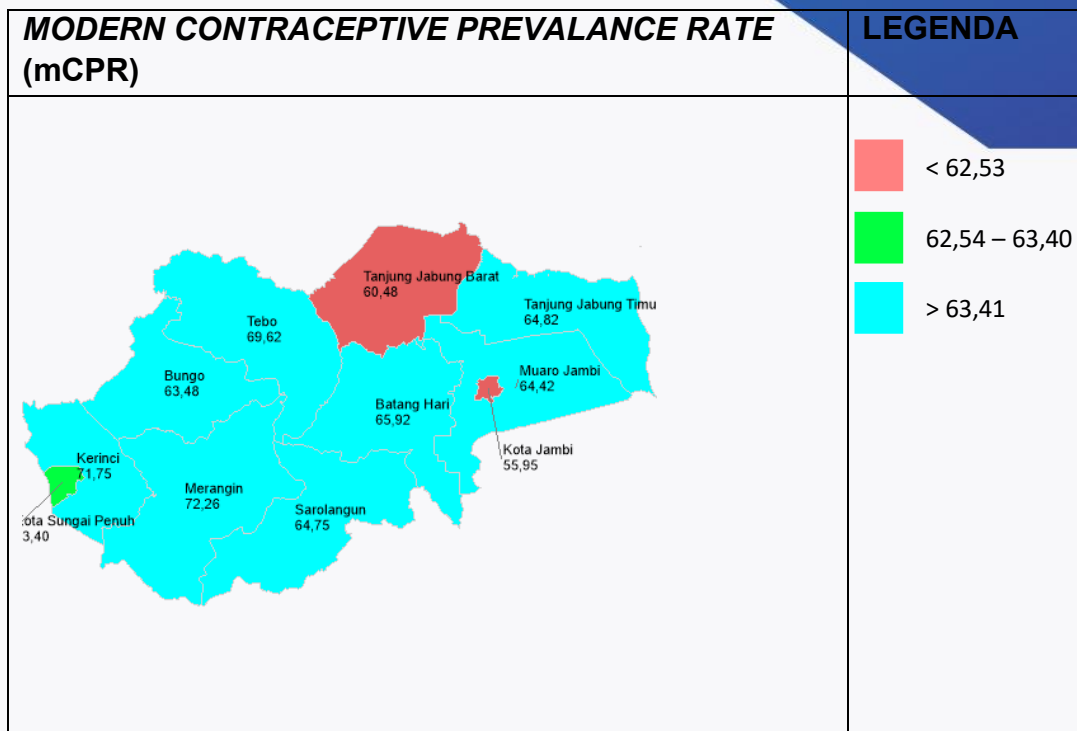 MODERN CONTRACEPTIVE PREVALANCE RATE
(mCPR)
LEGENDA
< 62,53
62,54 – 63,40
> 63,41
Tanjung Jabung Barat
60,48
Tanjung Jabung Timu
64,82
Tebo
69,62
Bungo
63,48
Muaro Jambi
64,42
Batang Hari
65,92
Kota Jambi
55,95
Kerinci
71,75
Merangin
72,26
Sarolangun
64,75
ota Sungai Penuh
3,40